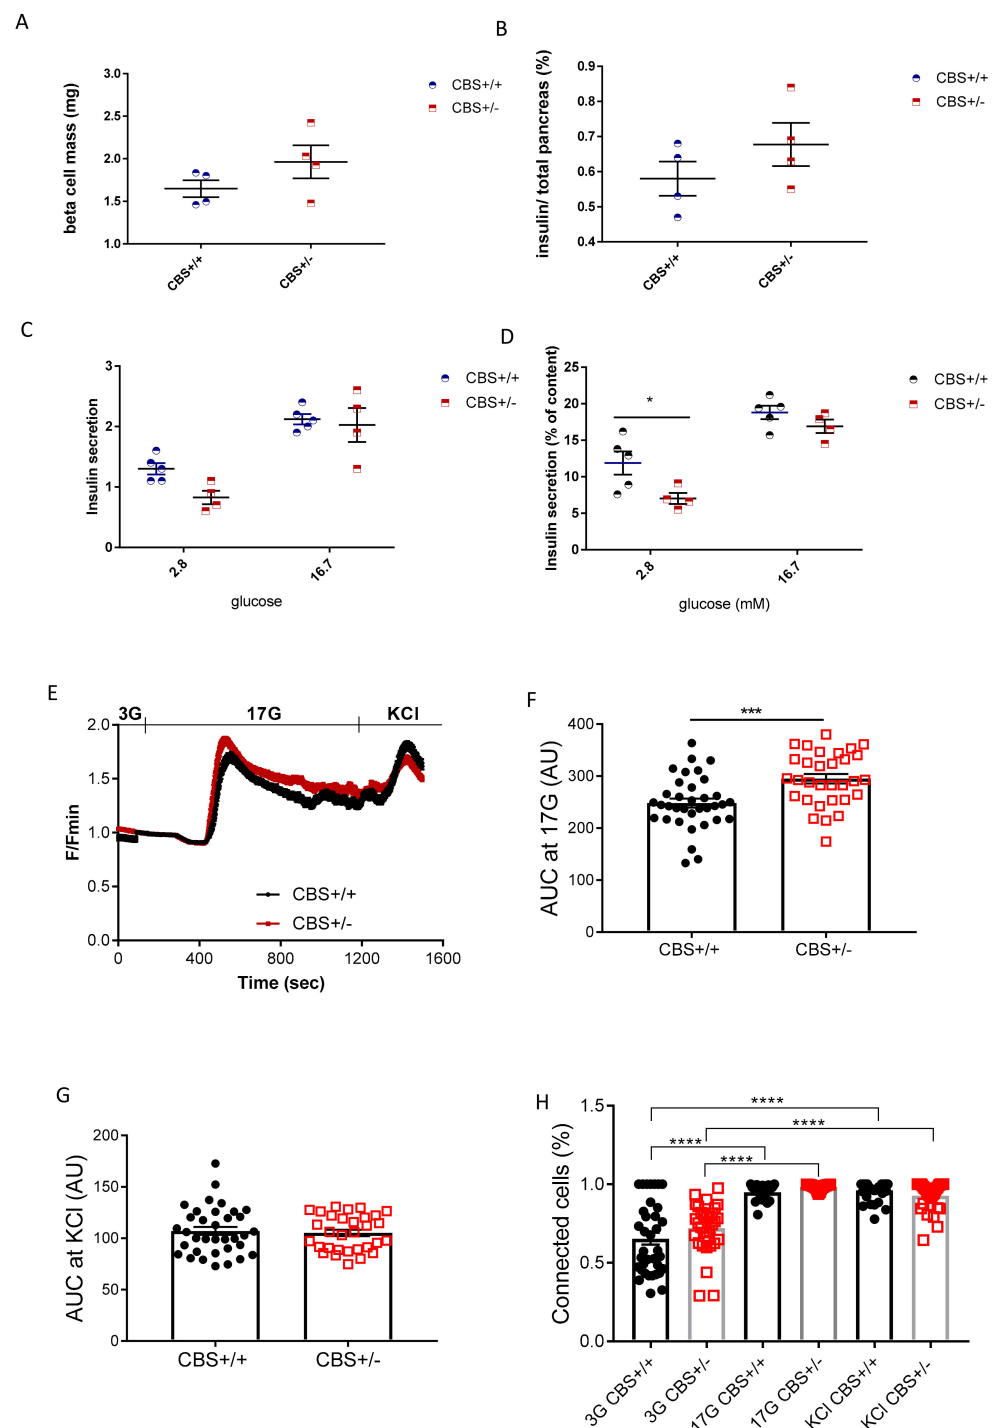 A
beta cell mass (mg)
3.0
2.5
2.0
1.5
1.0
CBS+/+
CBS+/-
CBS+/+
CBS+/-
B
insulin/ total pancreas (%)
0.9
0.8
0.7
0.6
0.5
0.4
CBS+/+
CBS+/-
CBS+/+
CBS+/-
C
Insulin secretion
3
2
1
0
2.8
16.7
glucose
CBS+/+
CBS+/-
D
Insulin secretion (% of content)
25
20
15
10
5
0
*
2.8
16.7
glucose (mM)
CBS+/+
CBS+/-
E
3G
17G
KCl
F/Fmin
2.0
1.5
1.0
0.5
0.0
CBS+/+
CBS+/-
0
400
800
1200
1600
Time (sec)
F
AUC at 17G (AU)
400
300
200
100
0
***
CBS+/+
CBS+/-
G
AUC at KCl (AU)
200
150
100
50
0
CBS+/+
CBS+/-
H
Connected cells (%)
1.5
1.0
0.5
0.0
****
****
****
****
3G CBS+/+
3G CBS+/-
17G CBS+/+
17G CBS+/-
KCl CBS+/+
KCl CBS+/-